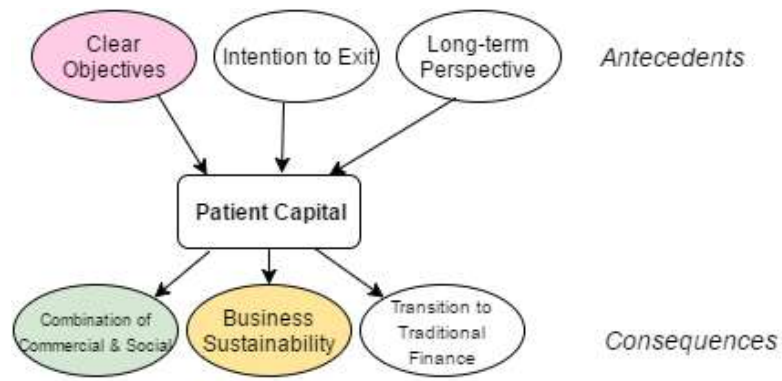 Clear
Objectives
Intention to Exit
Long-term
Perspective
Antecedents
Patient Capital
Combination of
Commercial & Social
Business
Sustainability
Transition to
Traditional
Finance
Consequences